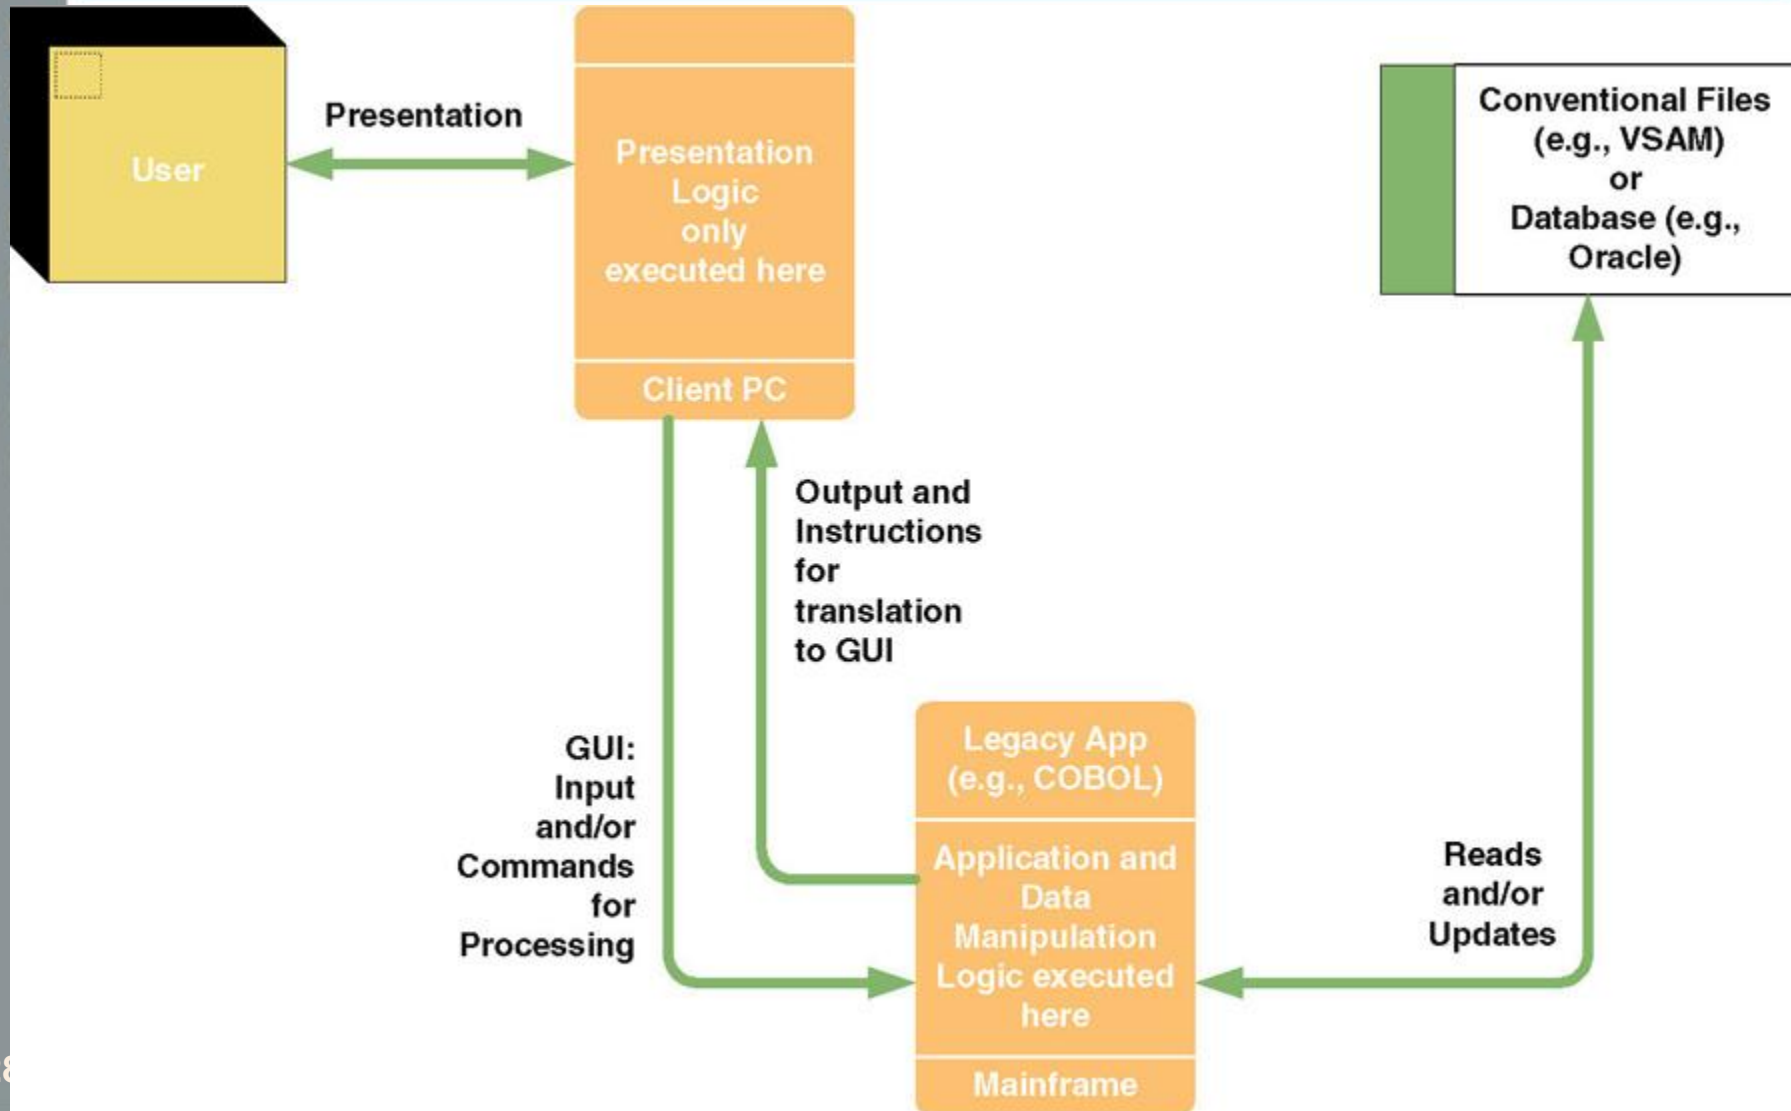 User
Presentation
Presentation
Logic
only
executed here
Client PC
Conventional Files
(e.g., VSAM)
or
Database (e.g.,
Oracle)
Output and
Instructions
for
translation
to GUI
GUI:
Input
and/or
Commands
for
Processing
Legacy App
(e.g., COBOL)
Application and
Data
Manipulation
Logic executed
here
Mainframe
Reads
and/or
Updates